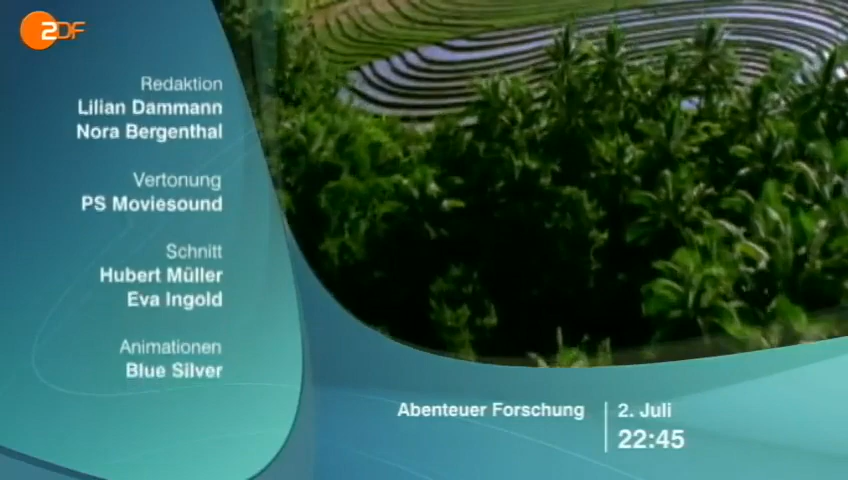 ZDF
Redaktion
Lilian Dammann
Nora Bergenthal
Vertonung
PS Moviesound
Schnitt
Hubert Müller
Eva Ingold
Animationen
Blue Silver
Abenteuer Forschung
2. Juli
22:45